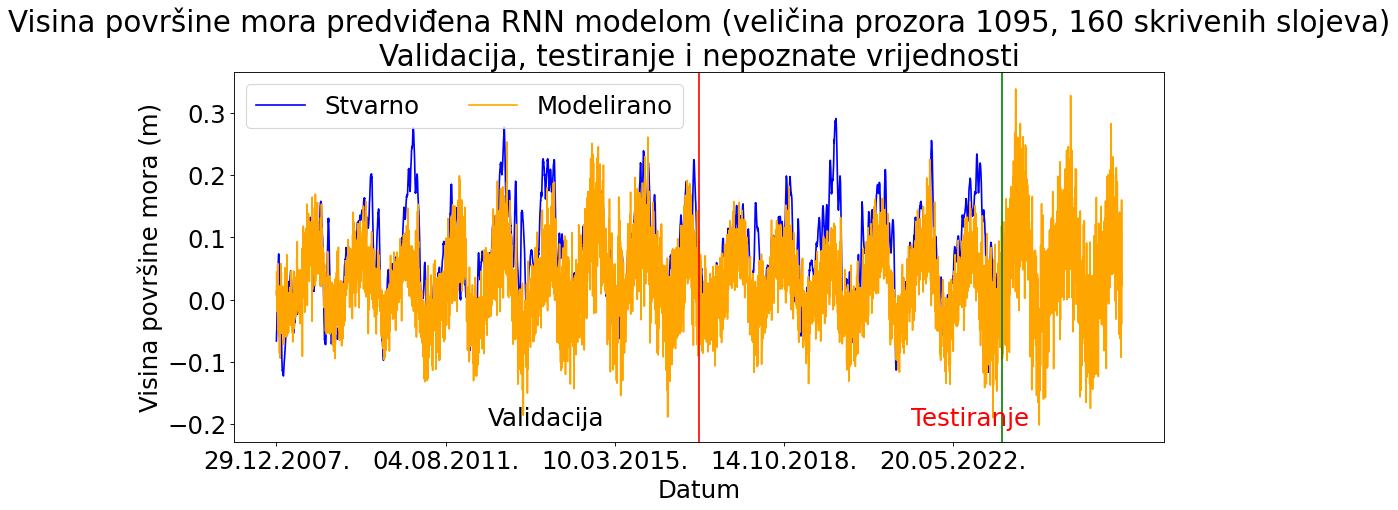 Visina površine mora predviđena RNN modelom (veličina prozora 1095, 160 skrivenih slojeva)
Validacija, testiranje i nepoznate vrijednosti
Stvarno Modelirano
Visina površine mora (m)
0.3
0.2
0.1
0.0
−0.1
−0.2
Validacija Testiranje
29.12.2007. 04.08.2011. 10.03.2015. 14.10.2018. 20.05.2022.
Datum